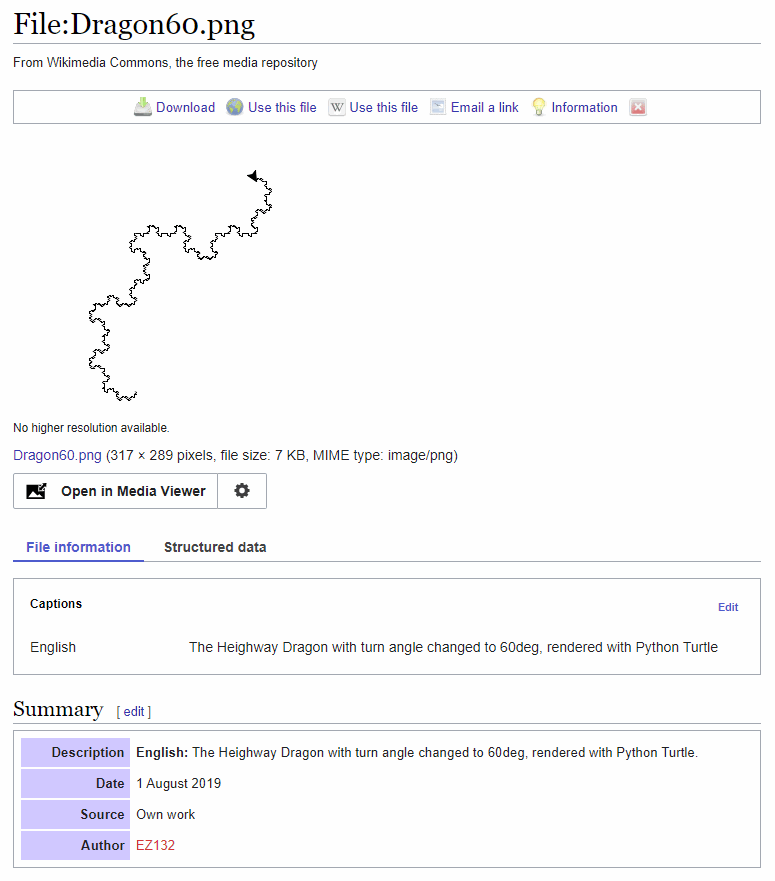 File:Dragon60.png
From Wikimedia Commons, the free media repository
Download Use this file W Use this file Email a link Information
No higher resolution available.
Dragon60.png (317 × 289 pixels, file size: 7 KB, MIME type: image/png)
Open in Media Viewer
File information Structured data
Captions Edit
English The Heighway Dragon with turn angle changed to 60deg, rendered with Python Turtle
Summary [ edit ]
Description English: The Heighway Dragon with turn angle changed to 60deg, rendered with Python Turtle.
Date 1 August 2019
Source Own work
Author EZ132